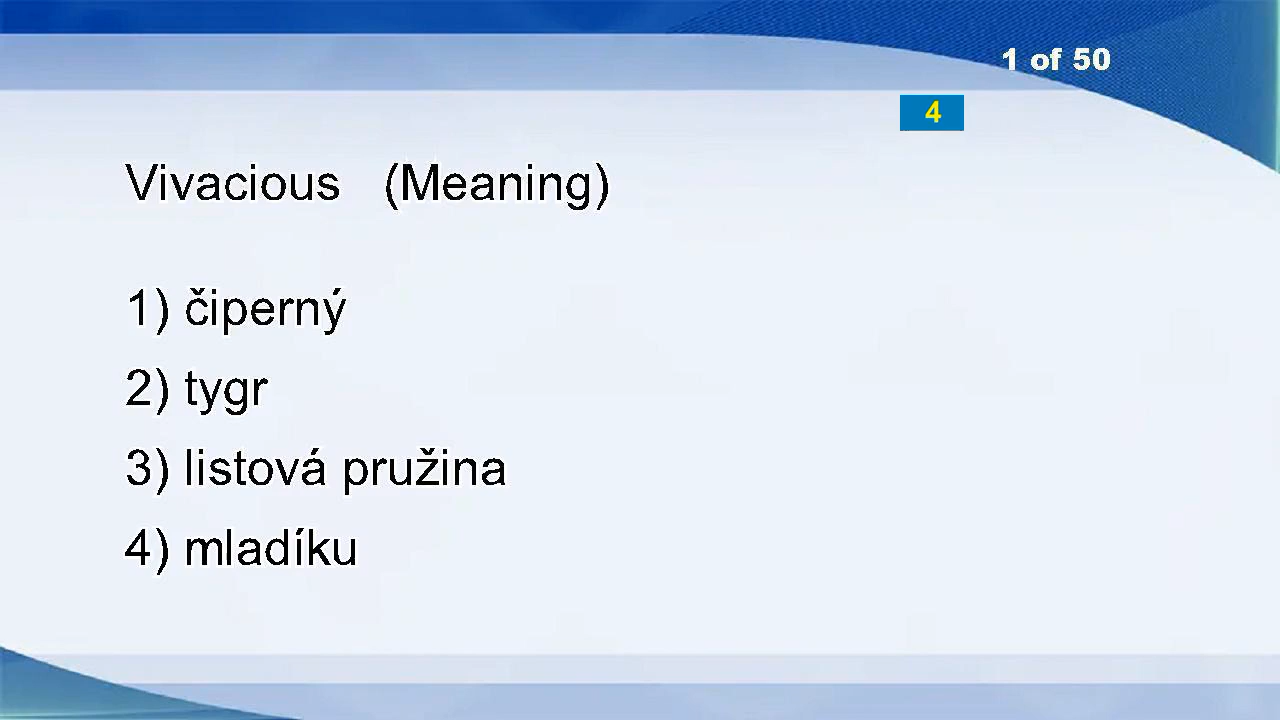 1 of 50
4
Vivacious (Meaning)
1) čiperný
2) tygr
3) listová pružina
4) mladíku